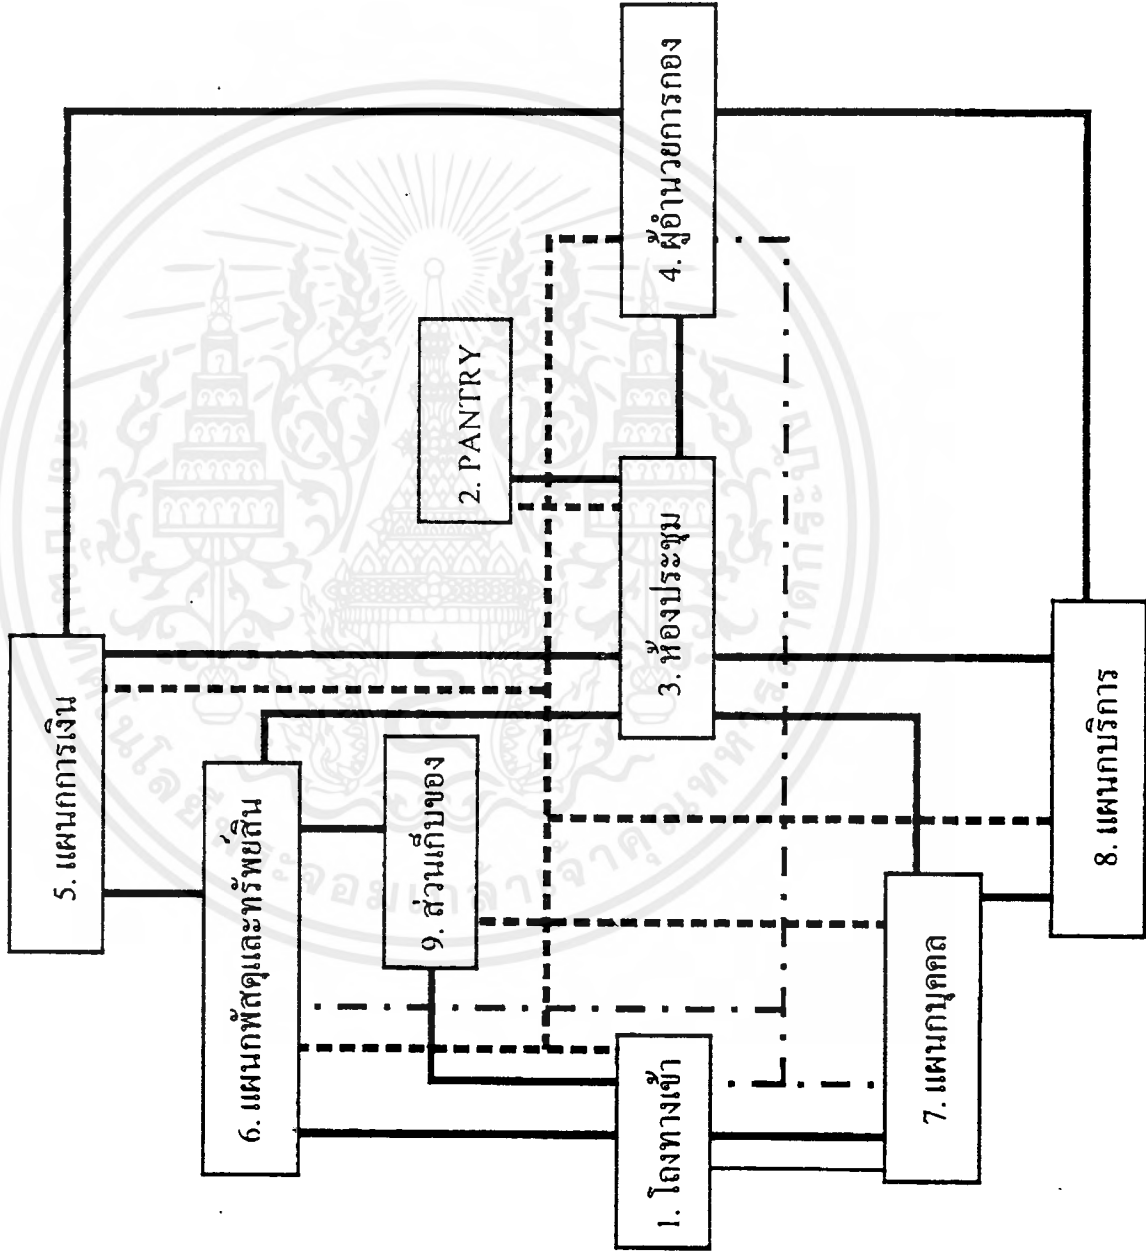 1. โถงทางเข้า
2. PANTRY
3. ห้องประชุม
4. ผู้อำนวยการกอง
5. แผนกการเงิน
6. แผนกพัสดุและทรัพย์สิน
7. แผนกบุคคล
8. แผนกบริการ
9. ส่วนเก็บของ